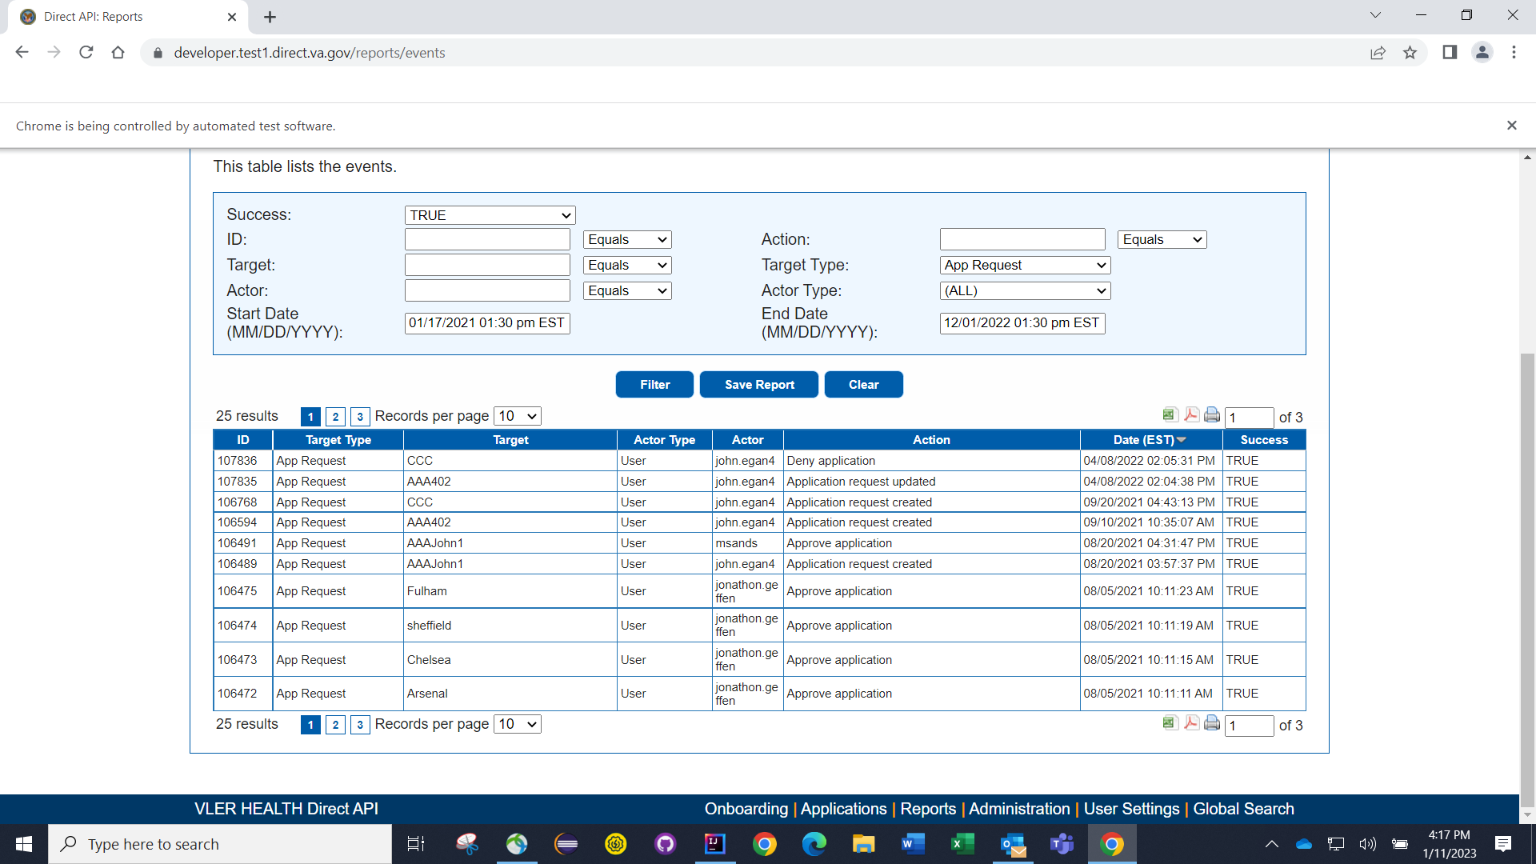 Direct API: Reports
developer.test1.direct.va.gov/reports/events
Chrome is being controlled by automated test software.
This table lists the events.
Success: TRUE
ID: Equals Action: Equals
Target: Equals Target Type: App Request
Actor: Equals Actor Type: (ALL)
Start Date (MM/DD/YYYY): 01/17/2021 01:30 pm EST End Date (MM/DD/YYYY): 12/01/2022 01:30 pm EST
Filter Save Report Clear
25 results 1 2 3 Records per page 10 1 of 3
ID Target Type Target Actor Type Actor Action Date (EST) Success
107836 App Request CCC User john.egan4 Deny application 04/08/2022 02:05:31 PM TRUE
107835 App Request AAA402 User john.egan4 Application request updated 04/08/2022 02:04:38 PM TRUE
106768 App Request CCC User john.egan4 Application request created 09/20/2021 04:43:13 PM TRUE
106594 App Request AAA402 User john.egan4 Application request created 09/10/2021 10:35:07 AM TRUE
106491 App Request AAAJohn1 User msands Approve application 08/20/2021 04:31:47 PM TRUE
106489 App Request AAAJohn1 User john.egan4 Application request created 08/20/2021 03:57:37 PM TRUE
106475 App Request Fulham User jonathon.geffen Approve application 08/05/2021 10:11:23 AM TRUE
106474 App Request sheffield User jonathon.geffen Approve application 08/05/2021 10:11:19 AM TRUE
106473 App Request Chelsea User jonathon.geffen Approve application 08/05/2021 10:11:15 AM TRUE
106472 App Request Arsenal User jonathon.geffen Approve application 08/05/2021 10:11:11 AM TRUE
25 results 1 2 3 Records per page 10 1 of 3
VLER HEALTH Direct API Onboarding | Applications | Reports | Administration | User Settings | Global Search
Type here to search
4:17 PM
1/11/2023